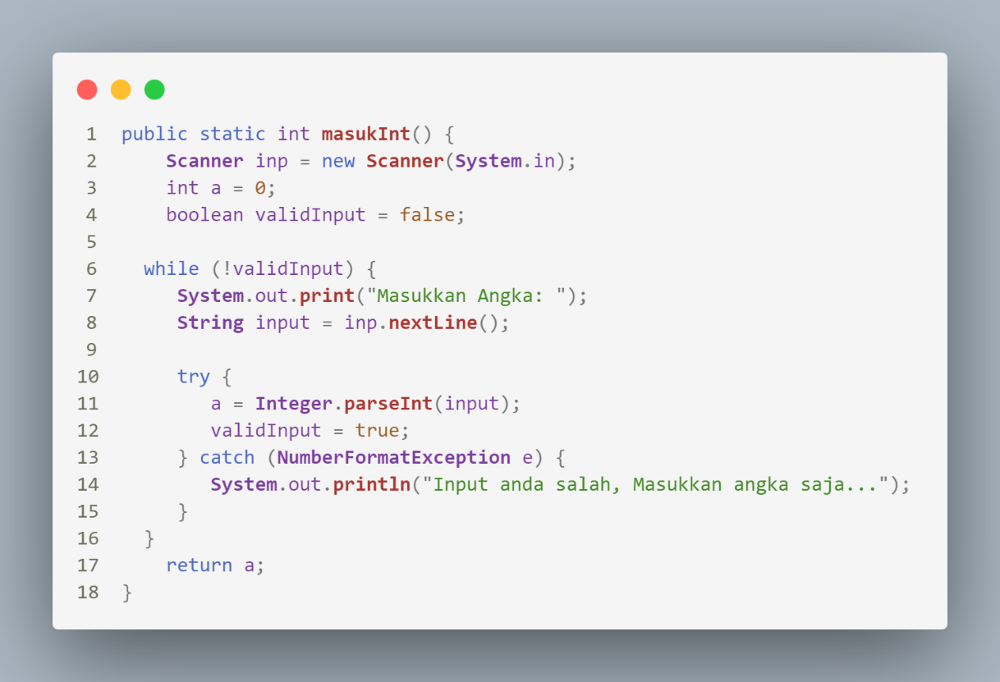 1 public static int masukInt() {
2     Scanner inp = new Scanner(System.in);
3     int a = 0;
4     boolean validInput = false;
5
6   while (!validInput) {
7      System.out.print("Masukkan Angka: ");
8      String input = inp.nextLine();
9
10      try {
11         a = Integer.parseInt(input);
12         validInput = true;
13      } catch (NumberFormatException e) {
14         System.out.println("Input anda salah, Masukkan angka saja...");
15      }
16   }
17     return a;
18 }